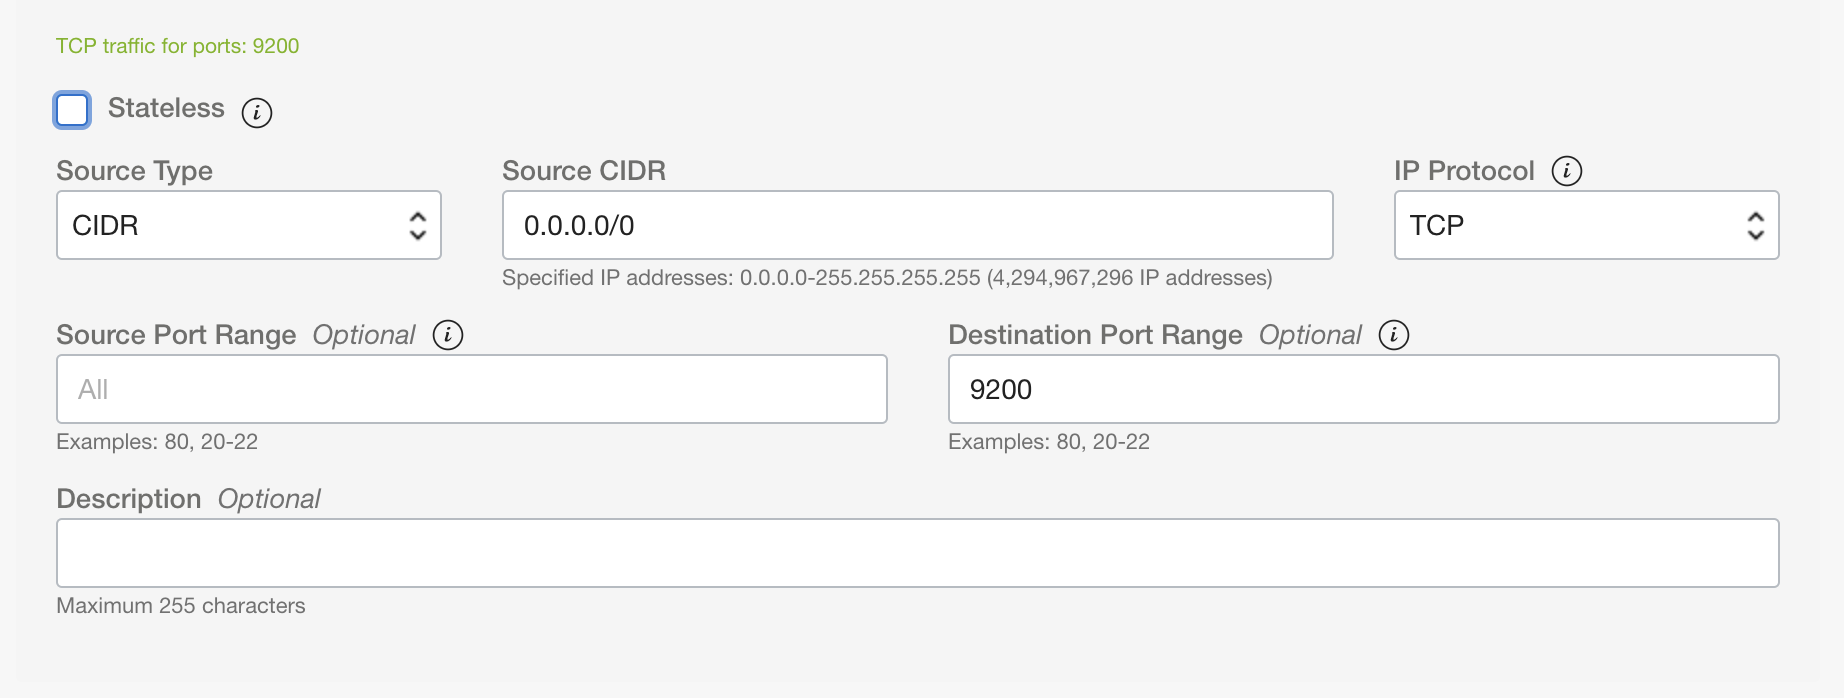 TCP traffic for ports: 9200
Stateless i
Source Type Source CIDR IP Protocol i
CIDR 0.0.0.0/0 TCP
Specified IP addresses: 0.0.0.0-255.255.255.255 (4,294,967,296 IP addresses)
Source Port Range Optional i Destination Port Range Optional i
All 9200
Examples: 80, 20-22 Examples: 80, 20-22
Description Optional
Maximum 255 characters